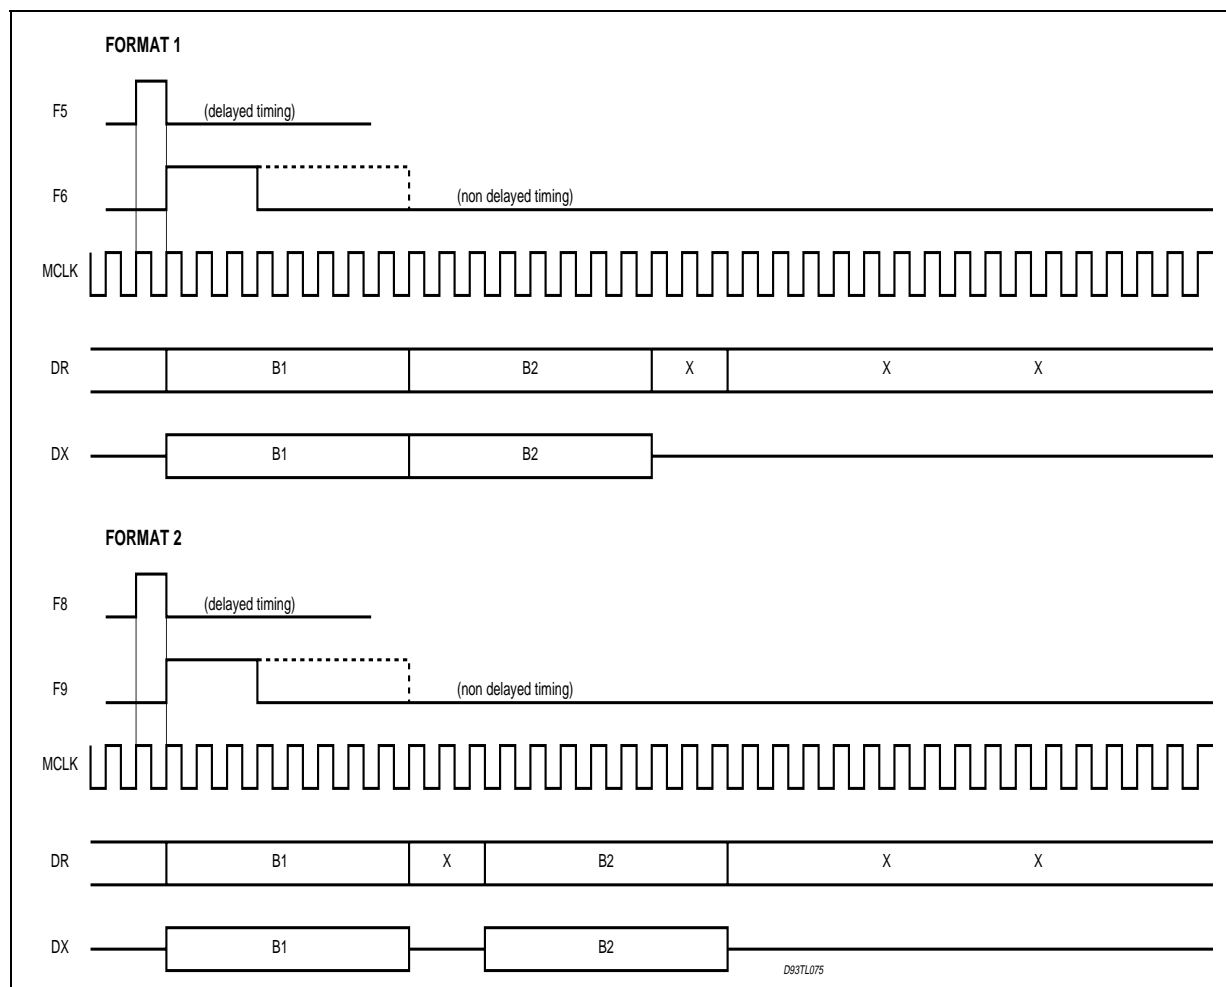 FORMAT 1
F5 (delayed timing)
F6 (non delayed timing)
MCLK
DR B1 B2 X X X
DX B1 B2
FORMAT 2
F8 (delayed timing)
F9 (non delayed timing)
MCLK
DR B1 X B2 X X
DX B1 B2
D93TL075